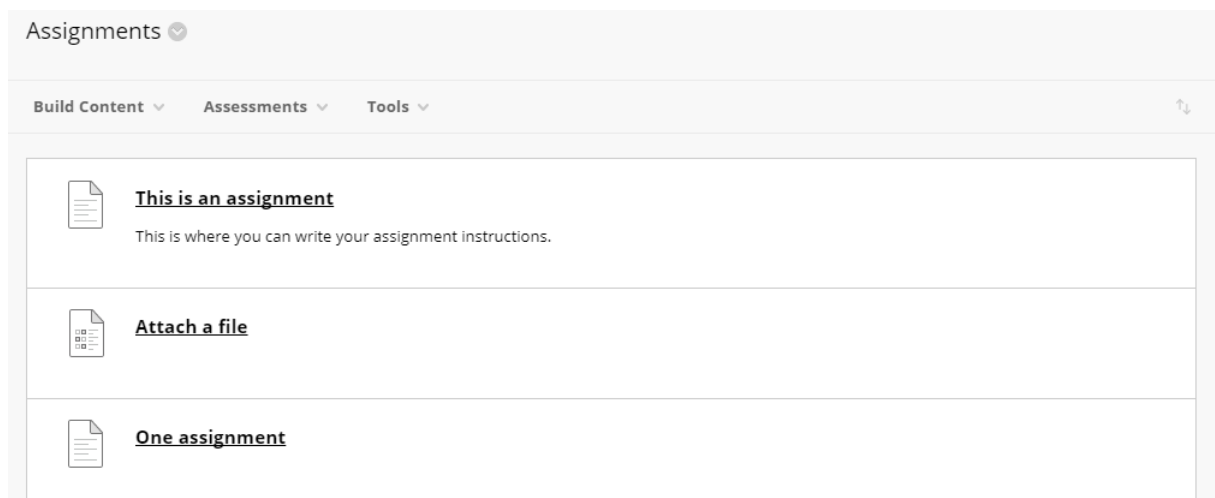 Assignments
Build Content Assessments Tools
This is an assignment
This is where you can write your assignment instructions.
Attach a file
One assignment